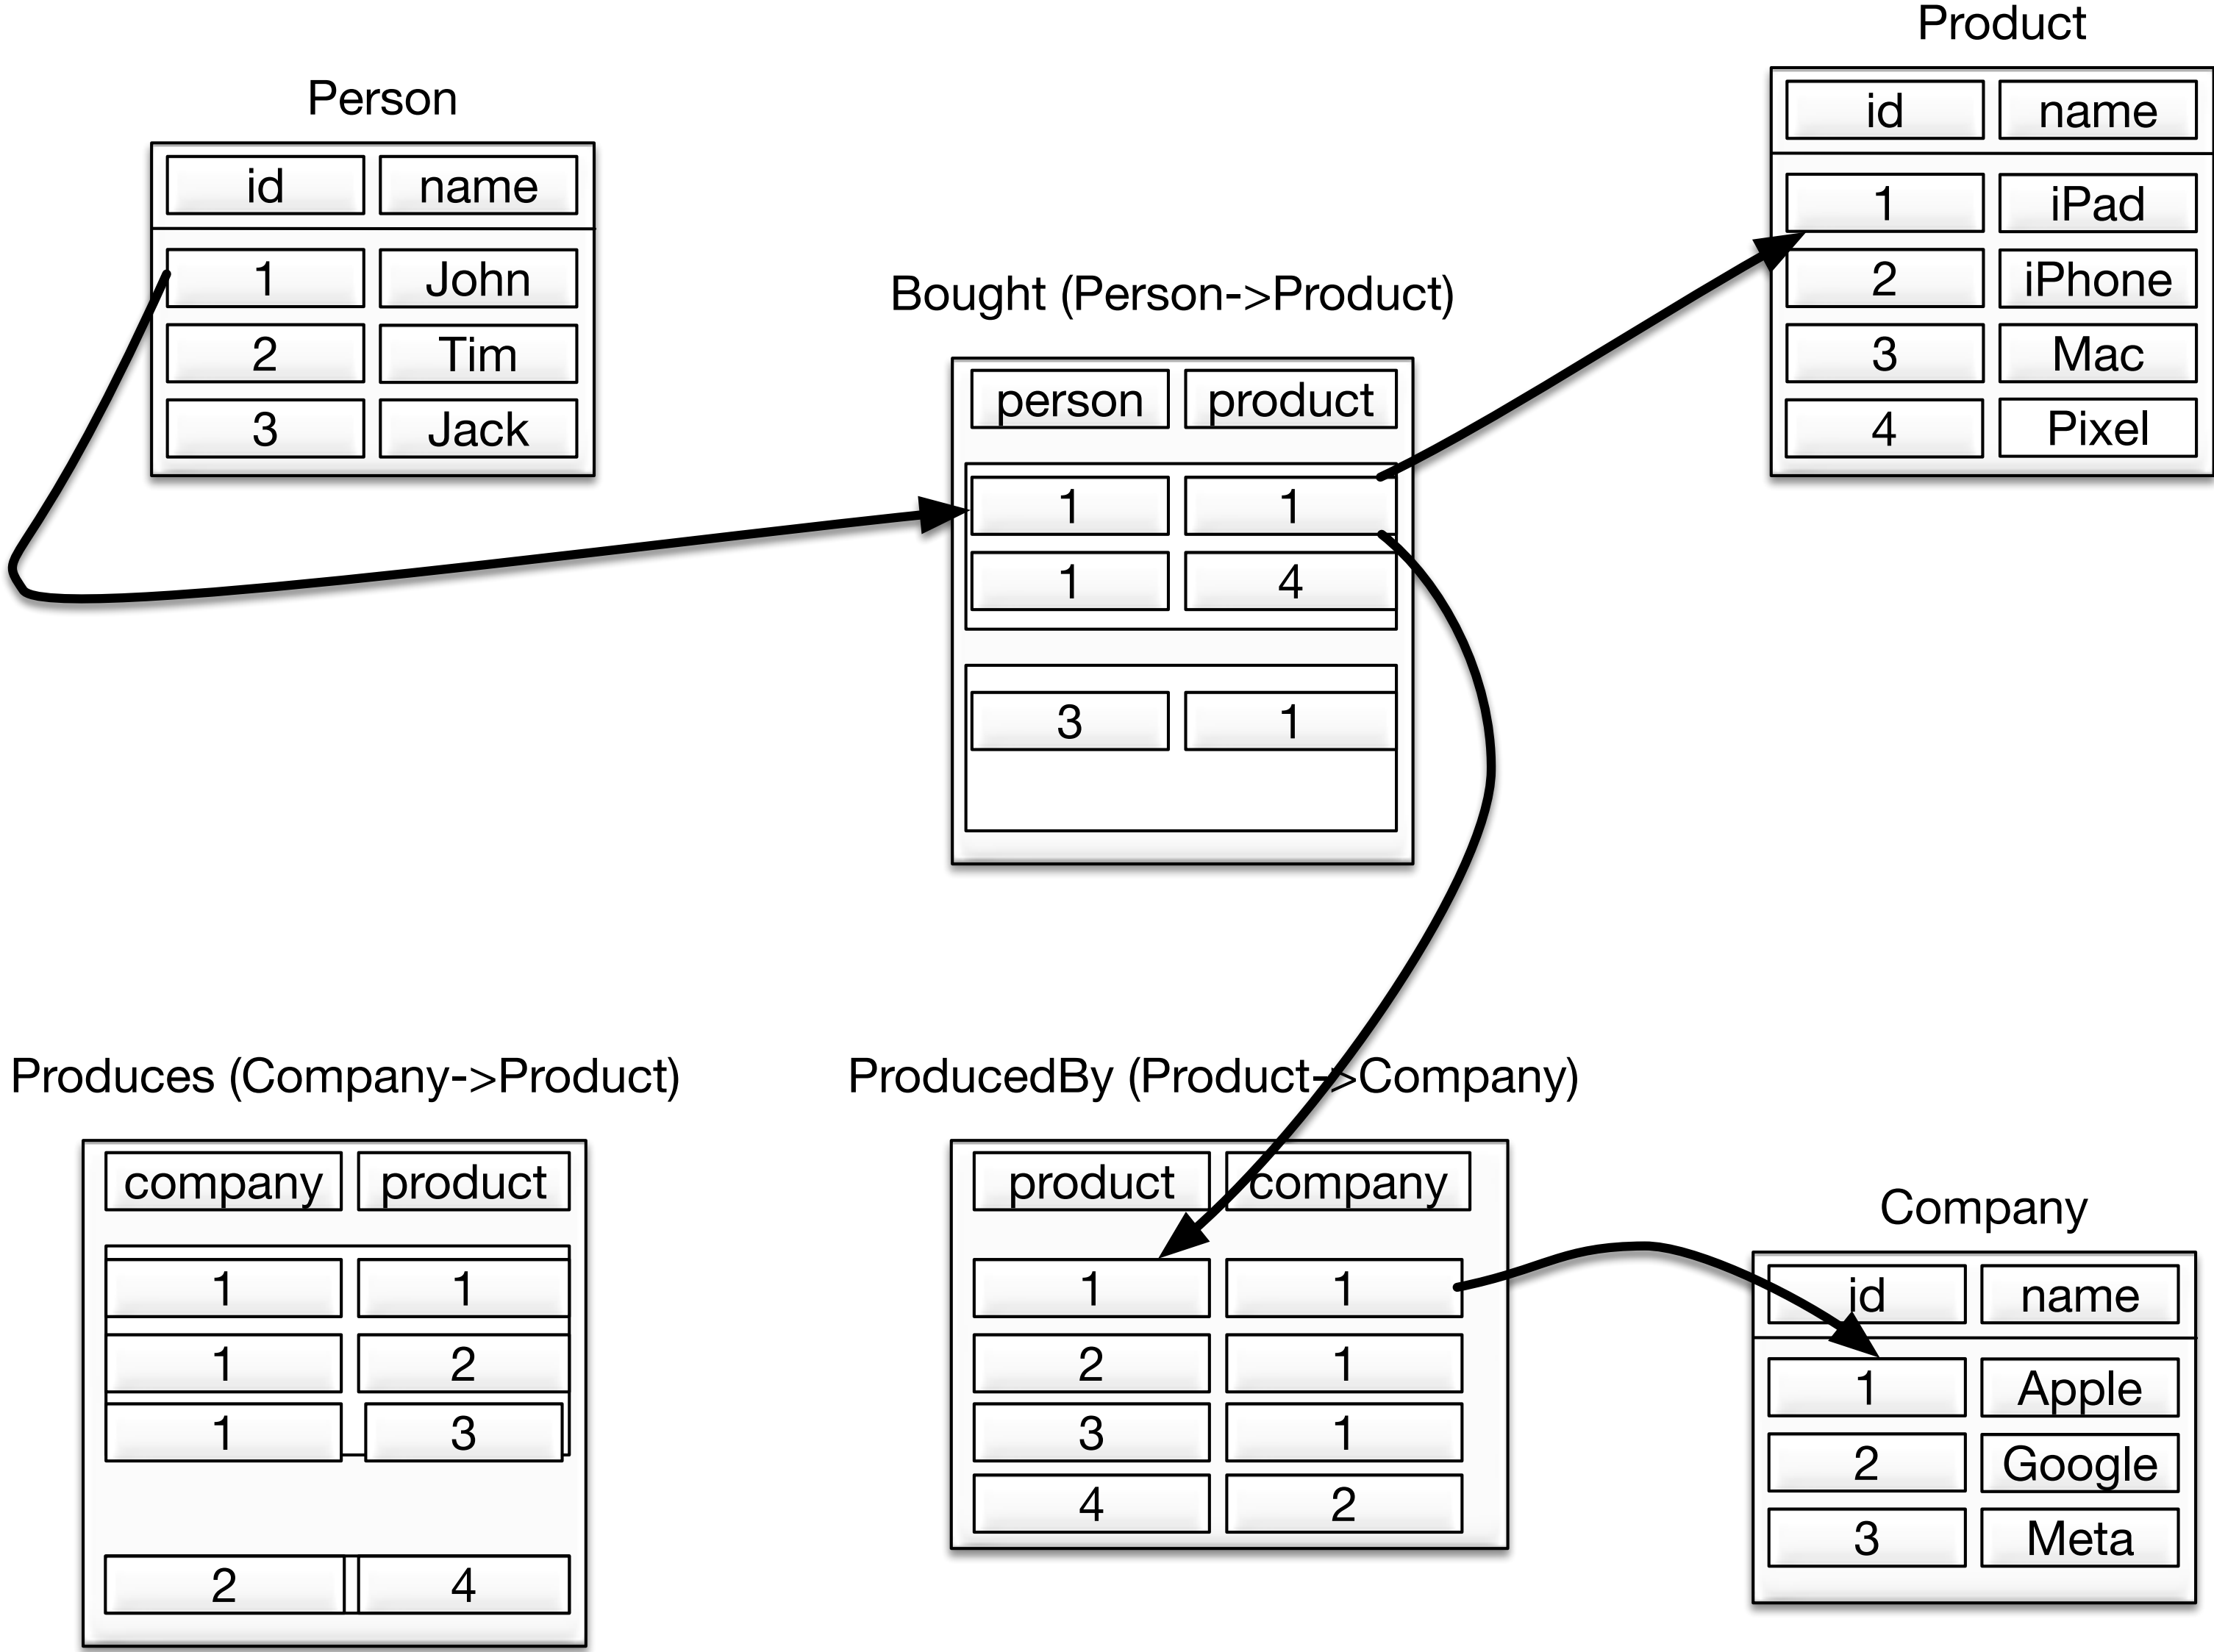 Product
id name
1 iPad
2 iPhone
3 Mac
4 Pixel
Person
id name
1 John
2 Tim
3 Jack
Bought (Person->Product)
person product
1 1
1 4
3 1
Produces (Company->Product)
company product
1 1
1 2
1 3
2 4
ProducedBy (Product->Company)
product company
1 1
2 1
3 1
4 2
Company
id name
1 Apple
2 Google
3 Meta